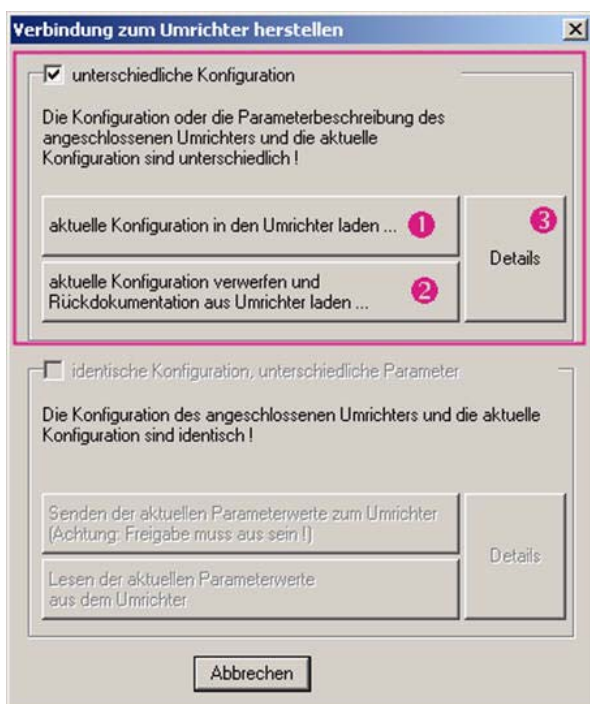 Verbindung zum Umrichter herstellen
unterschiedliche Konfiguration
Die Konfiguration oder die Parameterbeschreibung des
angeschlossenen Umrichters und die aktuelle
Konfiguration sind unterschiedlich !
aktuelle Konfiguration in den Umrichter laden ... 1
aktuelle Konfiguration verwerfen und
Rückdokumentation aus Umrichter laden ... 2
3
Details
identische Konfiguration, unterschiedliche Parameter
Die Konfiguration des angeschlossenen Umrichters und die aktuelle
Konfiguration sind identisch !
Senden der aktuellen Parameterwerte zum Umrichter
(Achtung: Freigabe muss aus sein !)
Lesen der aktuellen Parameterwerte
aus dem Umrichter
Details
Abbrechen